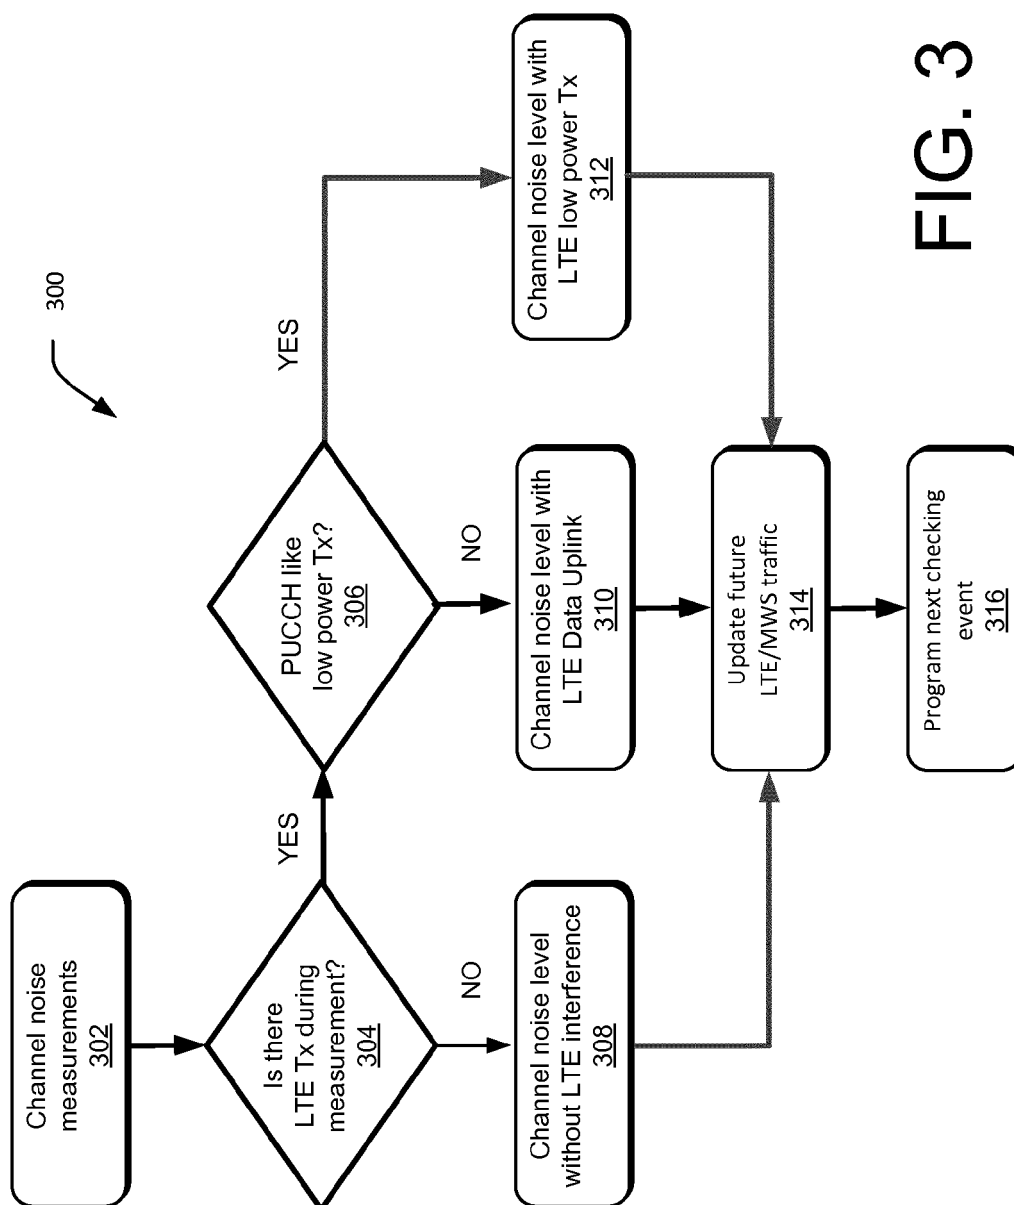 300
Channel noise
measurements
302
Is there
LTE Tx during
measurement?
304
YES
NO
PUCCH like
low power Tx?
306
YES
NO
Channel noise level
without LTE interference
308
Channel noise level with
LTE Data Uplink
310
Channel noise level with
LTE low power Tx
312
Update future
LTE/MWS traffic
314
Program next checking
event
316
FIG. 3